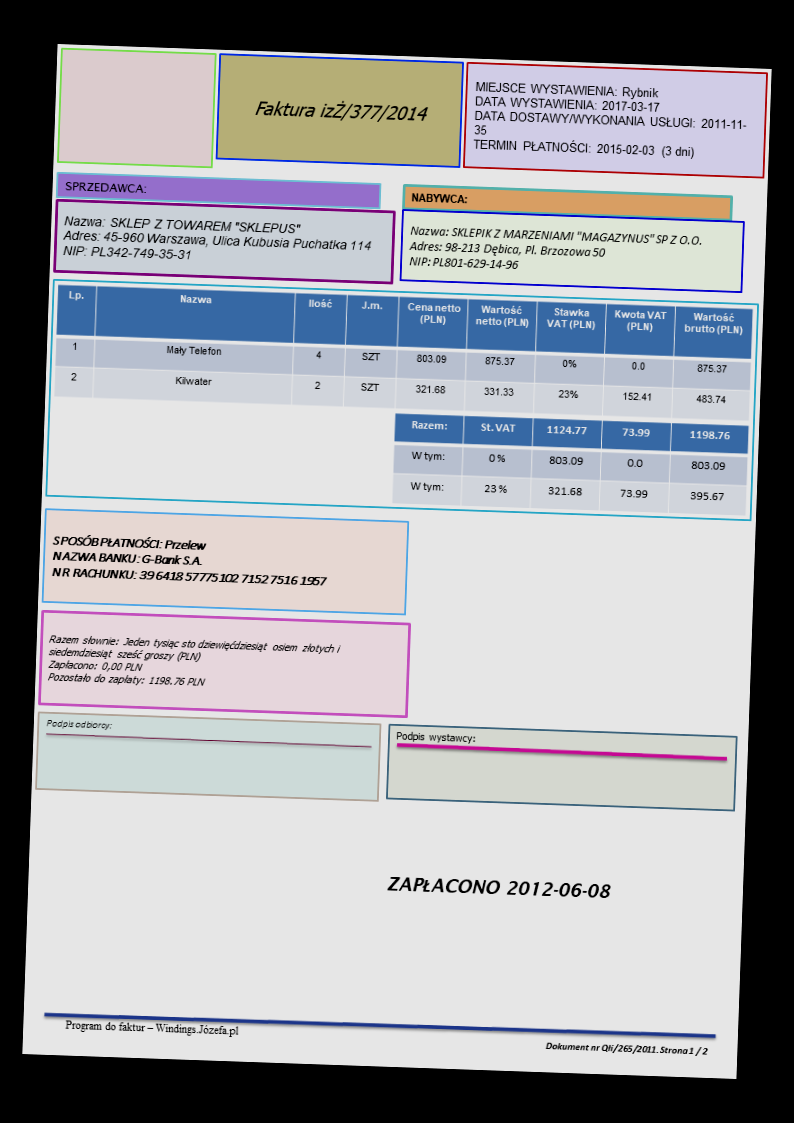 Faktura izŻ/377/2014
MIEJSCE WYSTAWIENIA: Rybnik
DATA WYSTAWIENIA: 2017-03-17
DATA DOSTAWY/WYKONANIA USŁUGI: 2011-11-
35
TERMIN PŁATNOŚCI: 2015-02-03 (3 dni)
SPRZEDAWCA:
Nazwa: SKLEP Z TOWAREM "SKLEPUS"
Adres: 45-960 Warszawa, Ulica Kubusia Puchatka 114
NIP: PL342-749-35-31
NABYWCA:
Nazwa: SKLEPIK Z MARZENIAMI "MAGAZYNUS" SP Z O.O.
Adres: 98-213 Dębica, Pl. Brzozowa 50
NIP: PL801-629-14-96
Lp. Nazwa Ilość J.m. Cena netto Wartość Stawka Kwota VAT Wartość
(PLN) netto (PLN) VAT (PLN) (PLN) brutto (PLN)
1 Mały Telefon 4 SZT 803.09 875.37 0% 0.0 875.37
2 Kilwater 2 SZT 321.68 331.33 23% 152.41 483.74
Razem: St. VAT 1124.77 73.99 1198.76
W tym: 0 % 803.09 0.0 803.09
W tym: 23 % 321.68 73.99 395.67
SPOSÓB PŁATNOŚCI: Przelew
NAZWA BANKU: G-Bank S.A.
NR RACHUNKU: 39 6418 5777 5102 7152 7516 1957
Razem słownie: Jeden tysiąc sto dziewięćdziesiąt osiem złotych i
siedemdziesiąt sześć groszy (PLN)
Zapłacono: 0,00 PLN
Pozostało do zapłaty: 1198.76 PLN
Podpis odbiorcy:
Podpis wystawcy:
ZAPŁACONO 2012-06-08
Program do faktur – Windings.Józefa.pl
Dokument nr Qłi/265/2011. Strona 1 / 2